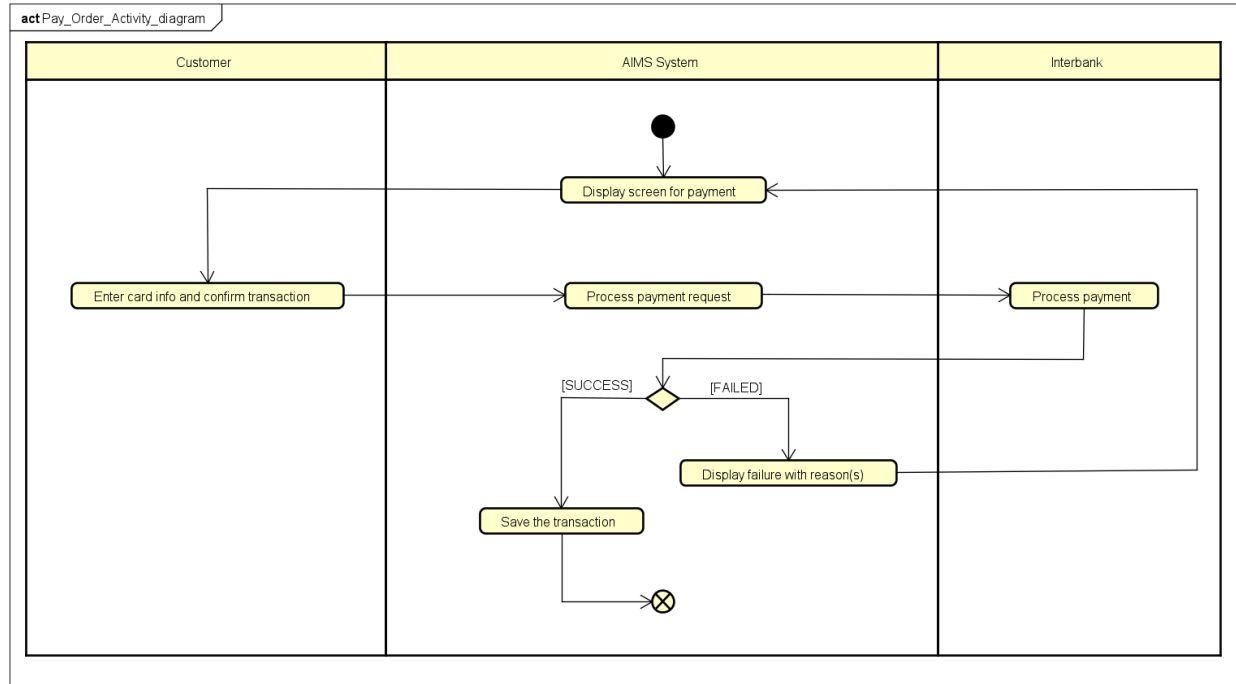 act Pay_Order_Activity_diagram
Customer
AIMS System
Interbank
Display screen for payment
Enter card info and confirm transaction
Process payment request
Process payment
[SUCCESS]
[FAILED]
Display failure with reason(s)
Save the transaction